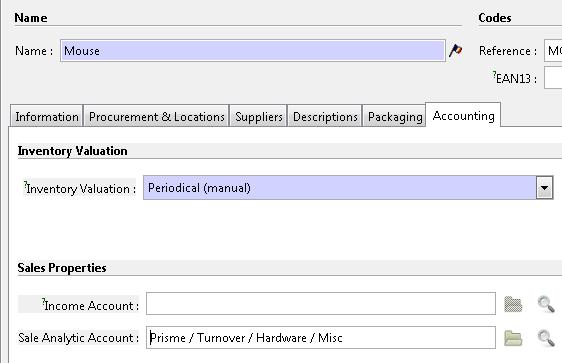 Name Codes
Name : Mouse Reference : MO
?EAN13 :
Information Procurement & Locations Suppliers Descriptions Packaging Accounting
Inventory Valuation
?Inventory Valuation : Periodical (manual)
Sales Properties
?Income Account :
Sale Analytic Account : Prisme / Turnover / Hardware / Misc